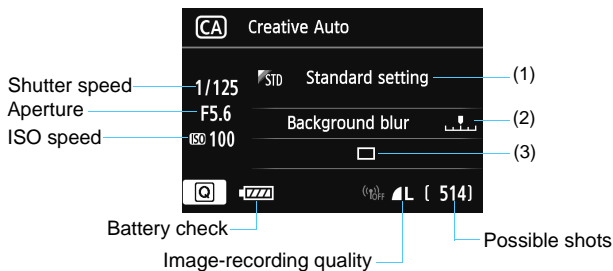 CA Creative Auto
Shutter speed 1/125 STD Standard setting (1)
Aperture F5.6
ISO speed ISO 100 Background blur (2)
(3)
Q ((•)) OFF L [ 514]
Battery check
Image-recording quality
Possible shots